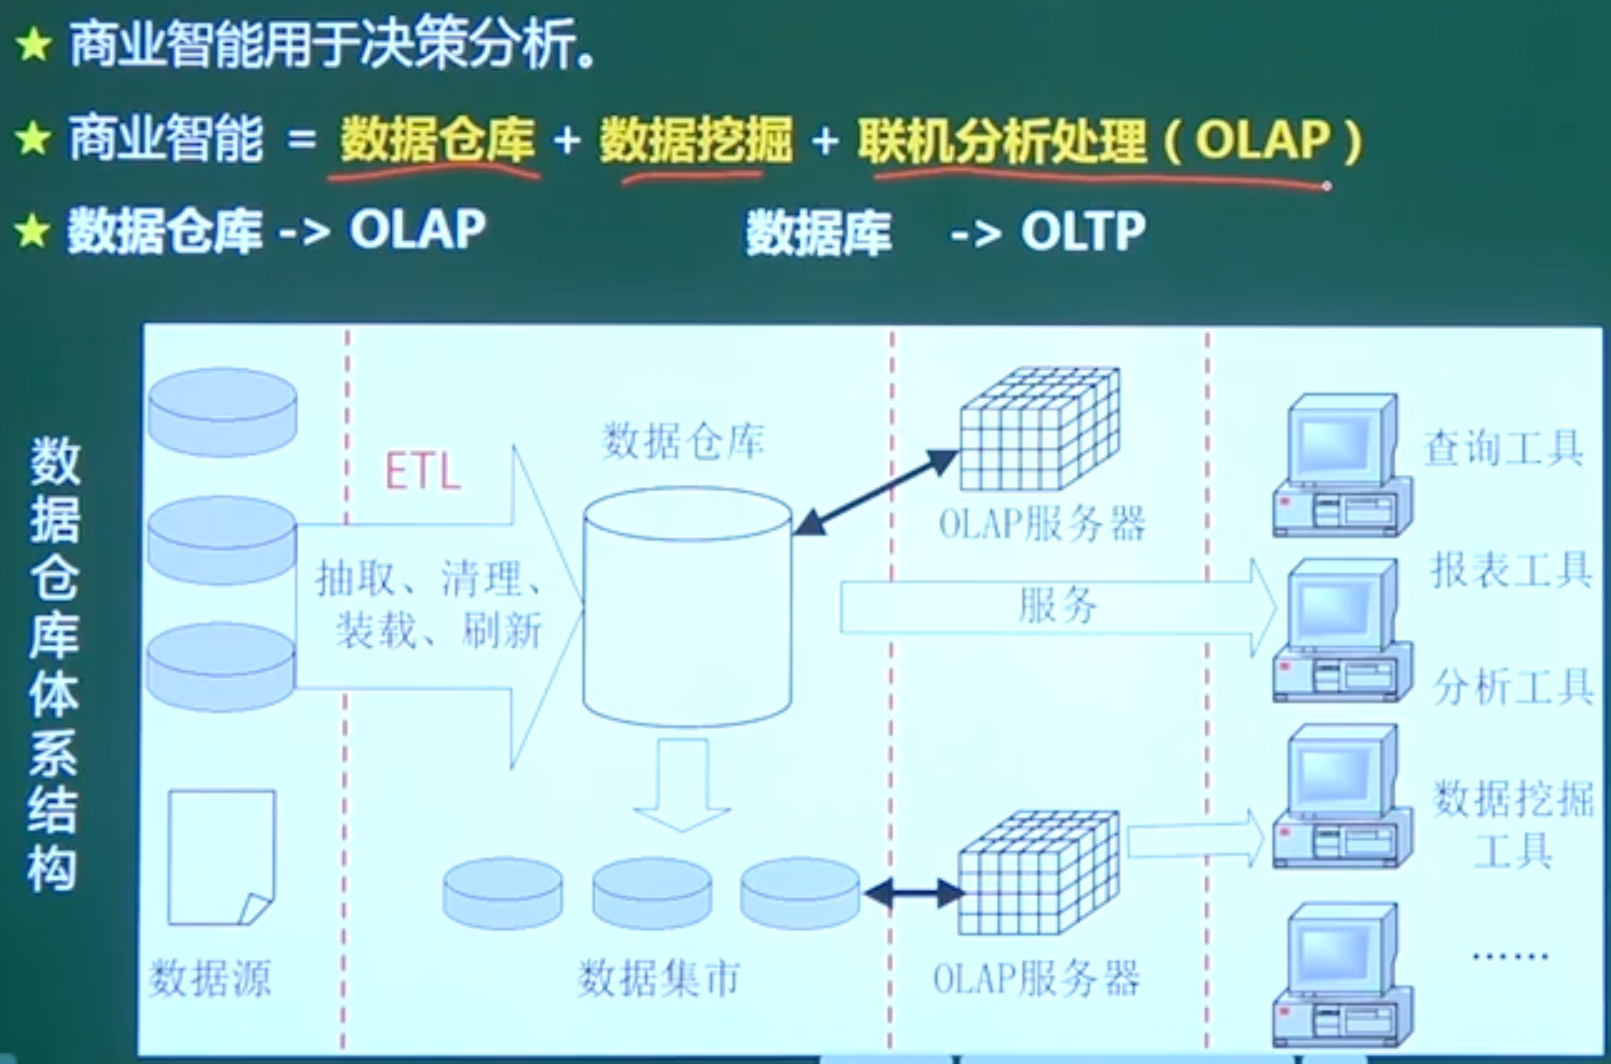 ★ 商业智能用于决策分析。
★ 商业智能 = 数据仓库 + 数据挖掘 + 联机分析处理（OLAP）
★ 数据仓库 -> OLAP 数据库 -> OLTP
数据仓库体系结构
ETL
抽取、清理、
装载、刷新
数据源
数据仓库
数据集市
OLAP服务器
服务
OLAP服务器
查询工具
报表工具
分析工具
数据挖掘
工具
……